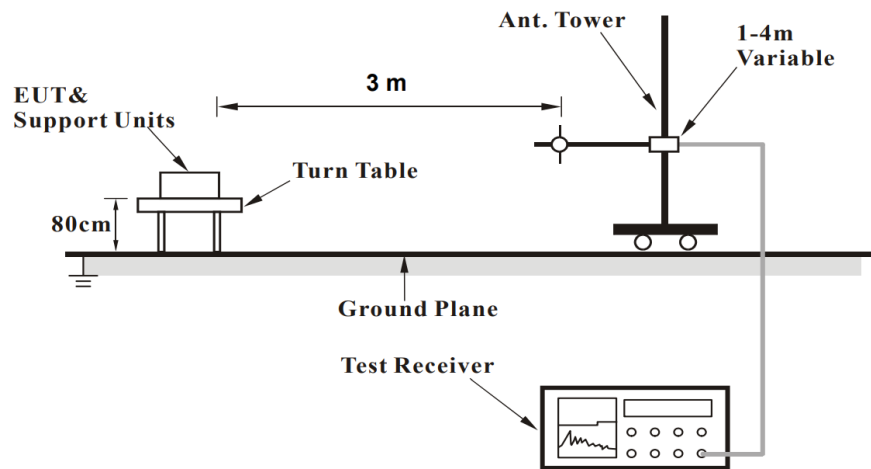 Ant. Tower
1-4m
Variable
3 m
EUT&
Support Units
Turn Table
80cm
Ground Plane
Test Receiver